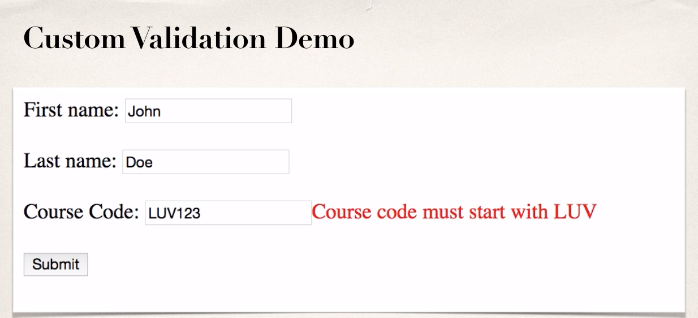 Custom Validation Demo
First name: John
Last name: Doe
Course Code: LUV123 Course code must start with LUV
Submit